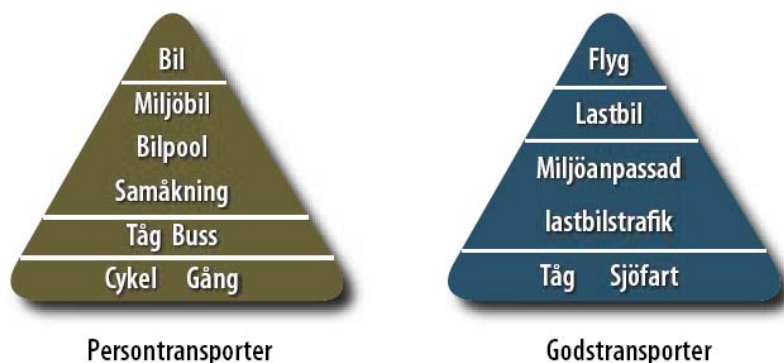 Bil
Miljöbil
Bilpool
Samåkning
Tåg Buss
Cykel Gång
Persontransporter
Flyg
Lastbil
Miljöanpassad
lastbilstrafik
Tåg Sjöfart
Godstransporter